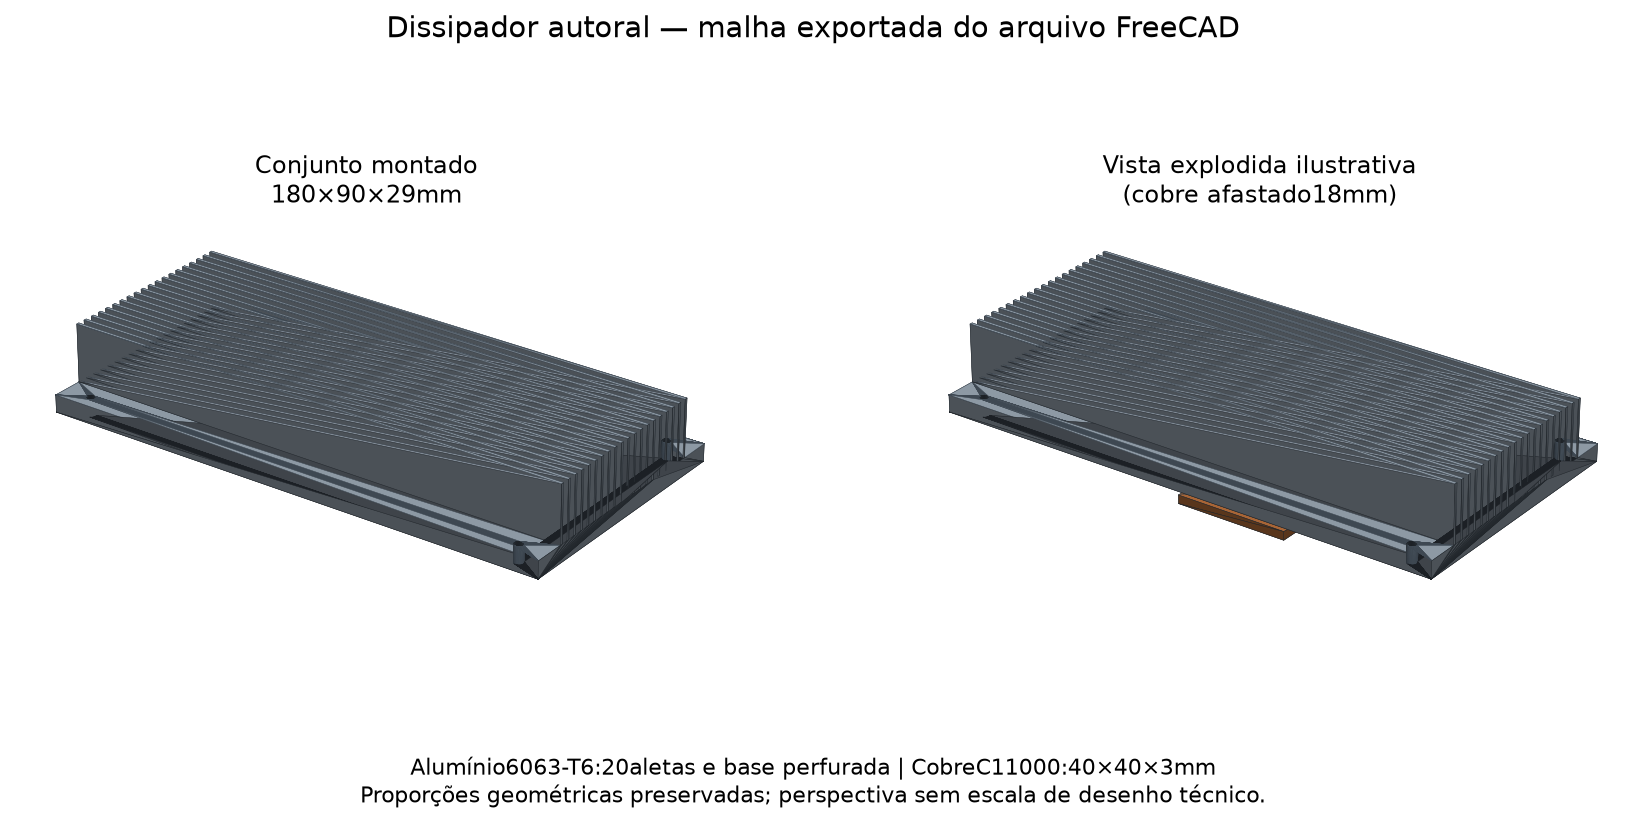 Dissipador autoral — malha exportada do arquivo FreeCAD
Conjunto montado
180×90×29mm
Vista explodida ilustrativa
(cobre afastado18mm)
Alumínio6063-T6:20aletas e base perfurada | CobreC11000:40×40×3mm
Proporções geométricas preservadas; perspectiva sem escala de desenho técnico.